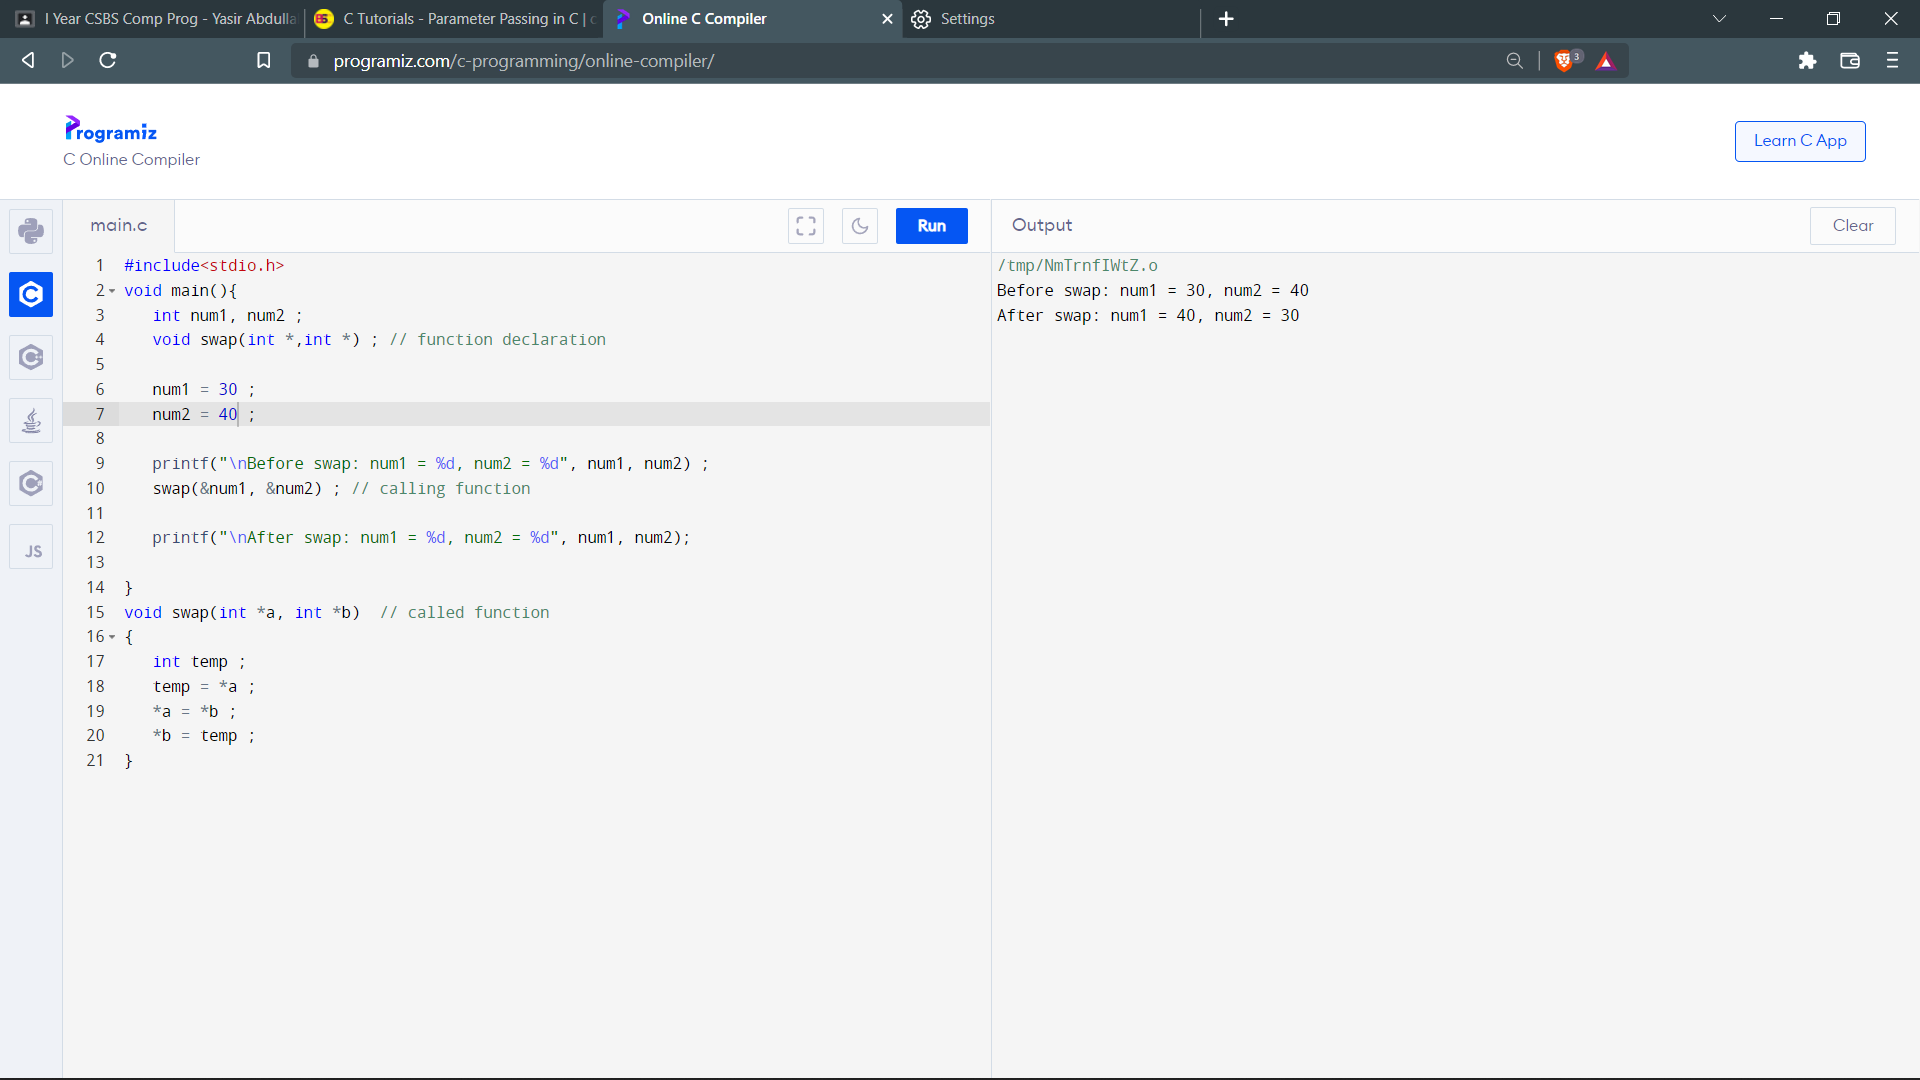 I Year CSBS Comp Prog - Yasir Abdulla
C Tutorials - Parameter Passing in C |
Online C Compiler
Settings
programiz.com/c-programming/online-compiler/
3
Programiz
C Online Compiler
Learn C App
main.c
Run
Output
Clear
1 #include<stdio.h>
2 void main(){
3    int num1, num2 ;
4    void swap(int *,int *) ; // function declaration
5
6    num1 = 30 ;
7    num2 = 40 ;
8
9    printf("\nBefore swap: num1 = %d, num2 = %d", num1, num2) ;
10    swap(&num1, &num2) ; // calling function
11
12    printf("\nAfter swap: num1 = %d, num2 = %d", num1, num2);
13
14 }
15 void swap(int *a, int *b)  // called function
16 {
17    int temp ;
18    temp = *a ;
19    *a = *b ;
20    *b = temp ;
21 }
JS
/tmp/NmTrnfIWtZ.o
Before swap: num1 = 30, num2 = 40
After swap: num1 = 40, num2 = 30